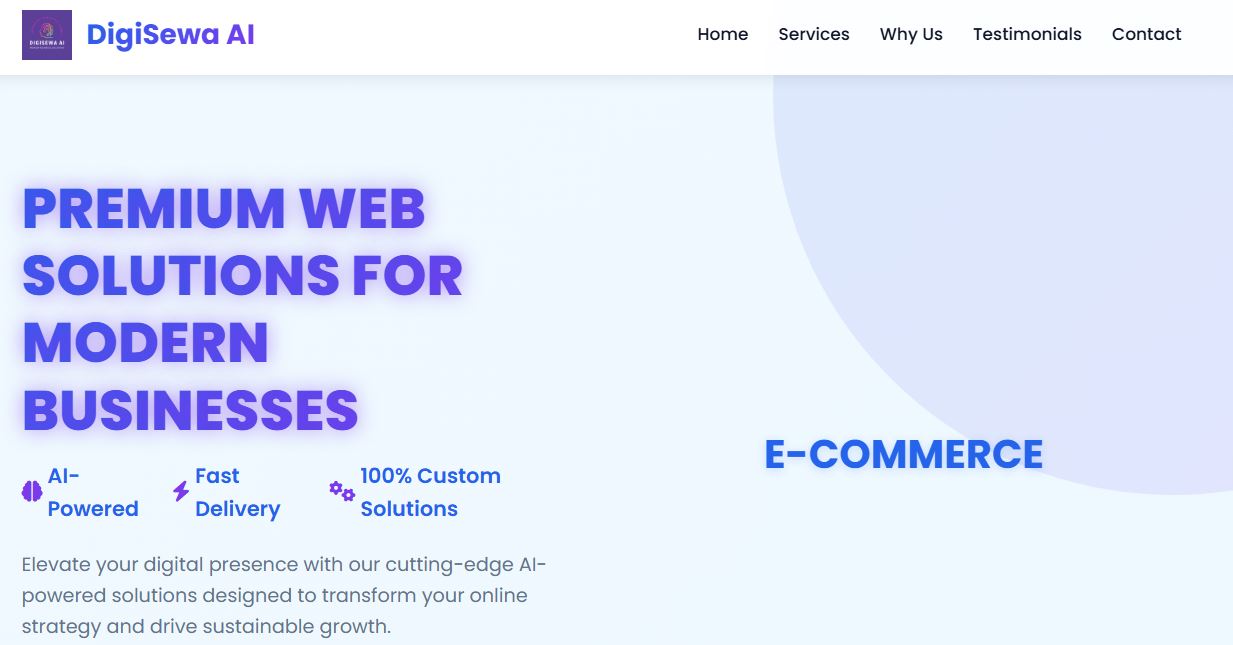 DIGISEWA AI
DigiSewa AI
Home
Services
Why Us
Testimonials
Contact
PREMIUM WEB
SOLUTIONS FOR
MODERN
BUSINESSES
AI-
Powered
Fast
Delivery
100% Custom
Solutions
Elevate your digital presence with our cutting-edge AI-
powered solutions designed to transform your online
strategy and drive sustainable growth.
E-COMMERCE